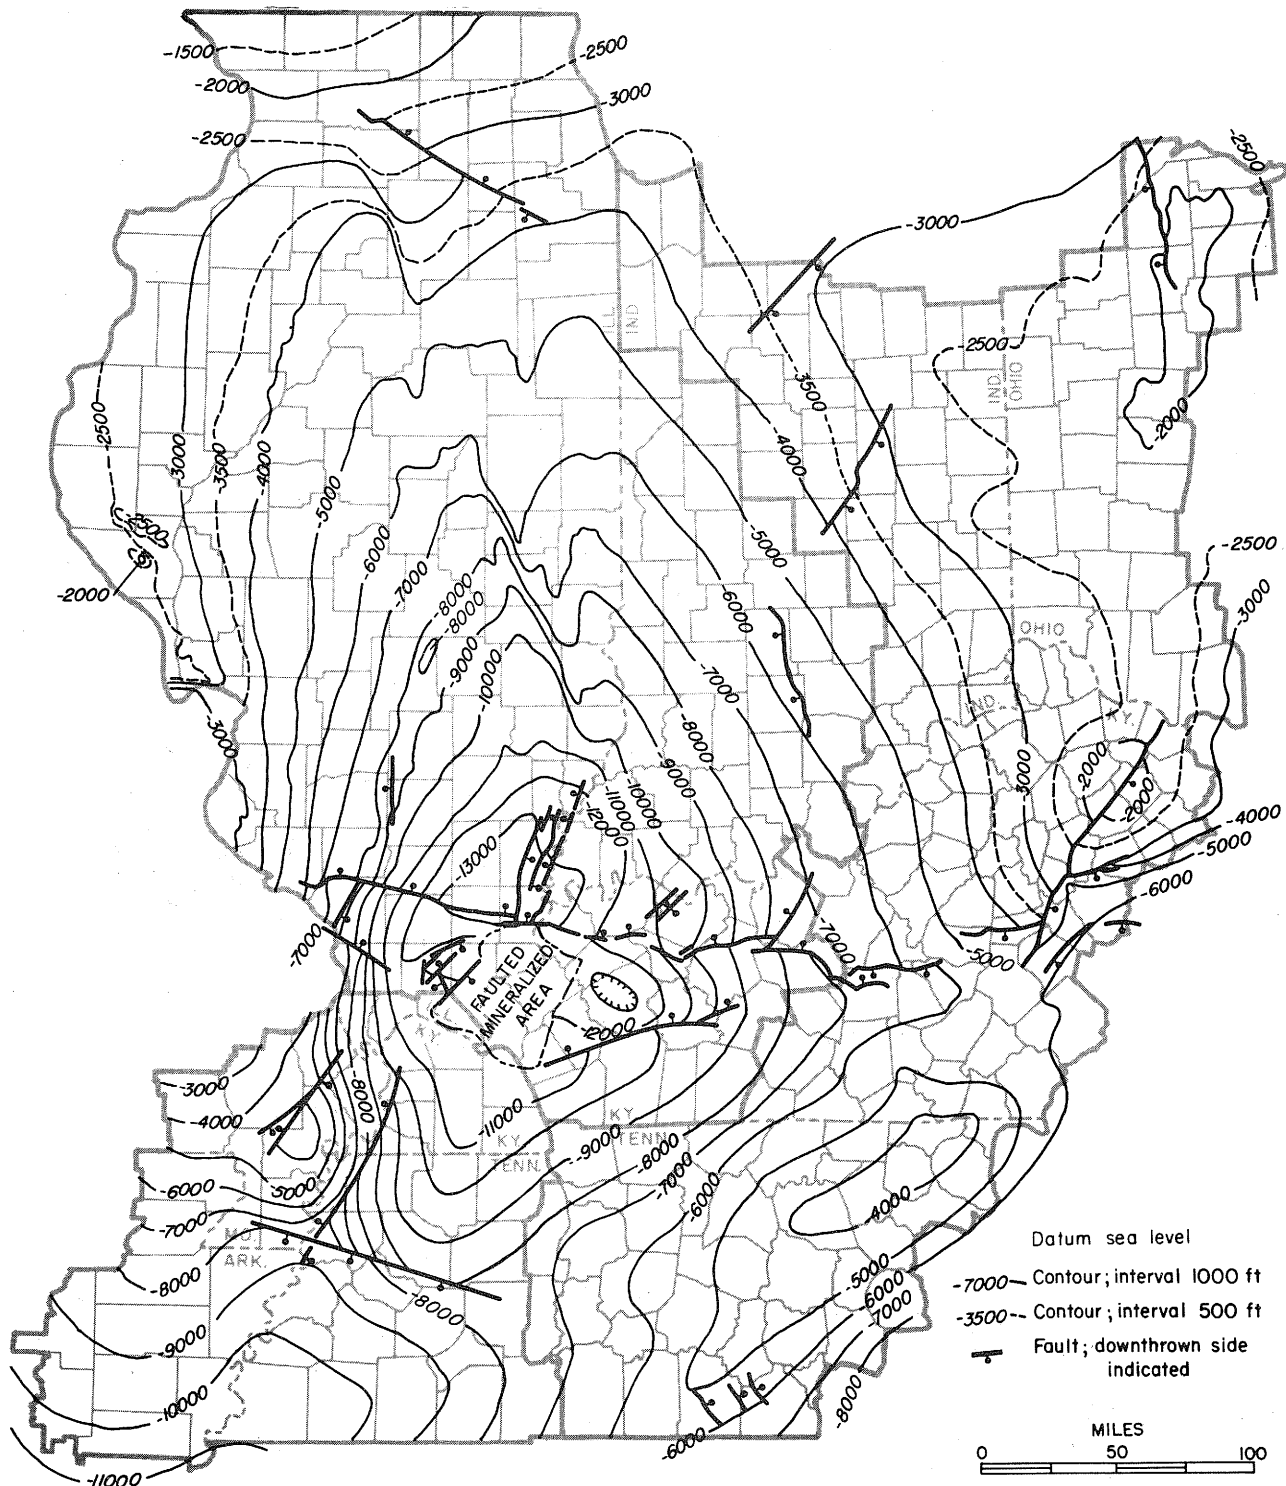 -1500
-2500
-2000
-3000
-2500
-2500
-3000
ILL.
IND
-2500
IND.
OHIO
-3500
-2000
-2500
-3000
-3500
-4000
-5000
-4000
-2500
-6000
-5000
-2500
-2000
-7000
-8000
-8000
-6000
-3000
-9000
-10000
OHIO
-7000
IND.
KY.
-3000
-8000
-9000
-10000
-11000
-12000
3000
-2000
-2000
-4000
-5000
-6000
-13000
-7000
-7000
-5000
FAULTED
MINERALIZED
AREA
KY.
-12000
-3000
-4000
-8000
-11000
KY.
TENN.
KY
TENN.
-9000
-8000
-7000
-6000
-6000
-5000
-7000
MO.
ARK.
-4000
-8000
-8000
-5000
-6000
-7000
-9000
-10000
-11000
-6000
-8000
Datum sea level
-7000 Contour; interval 1000 ft
-3500 Contour; interval 500 ft
Fault; downthrown side
indicated
MILES
0 50 100